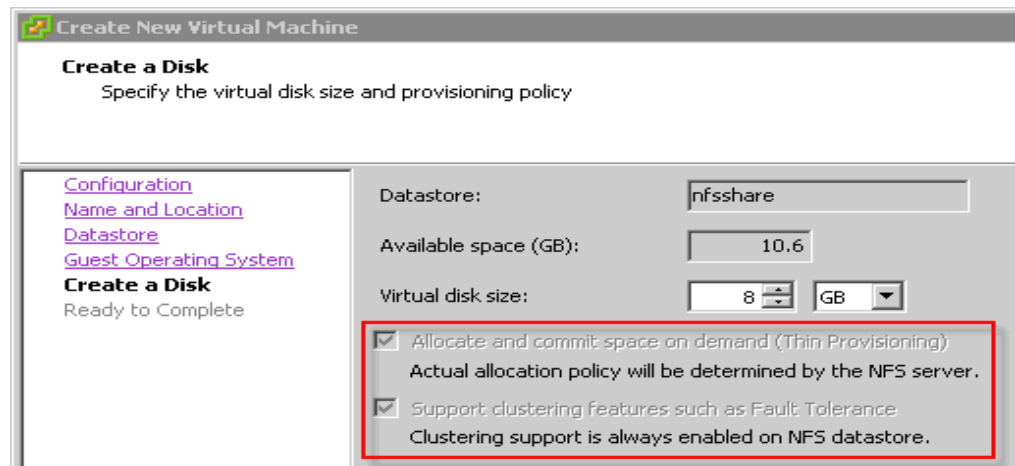 Create New Virtual Machine
Create a Disk
Specify the virtual disk size and provisioning policy
Configuration
Name and Location
Datastore
Guest Operating System
Create a Disk
Ready to Complete
Datastore: nfsshare
Available space (GB): 10.6
Virtual disk size: 8 GB
Allocate and commit space on demand (Thin Provisioning)
Actual allocation policy will be determined by the NFS server.
Support clustering features such as Fault Tolerance
Clustering support is always enabled on NFS datastore.